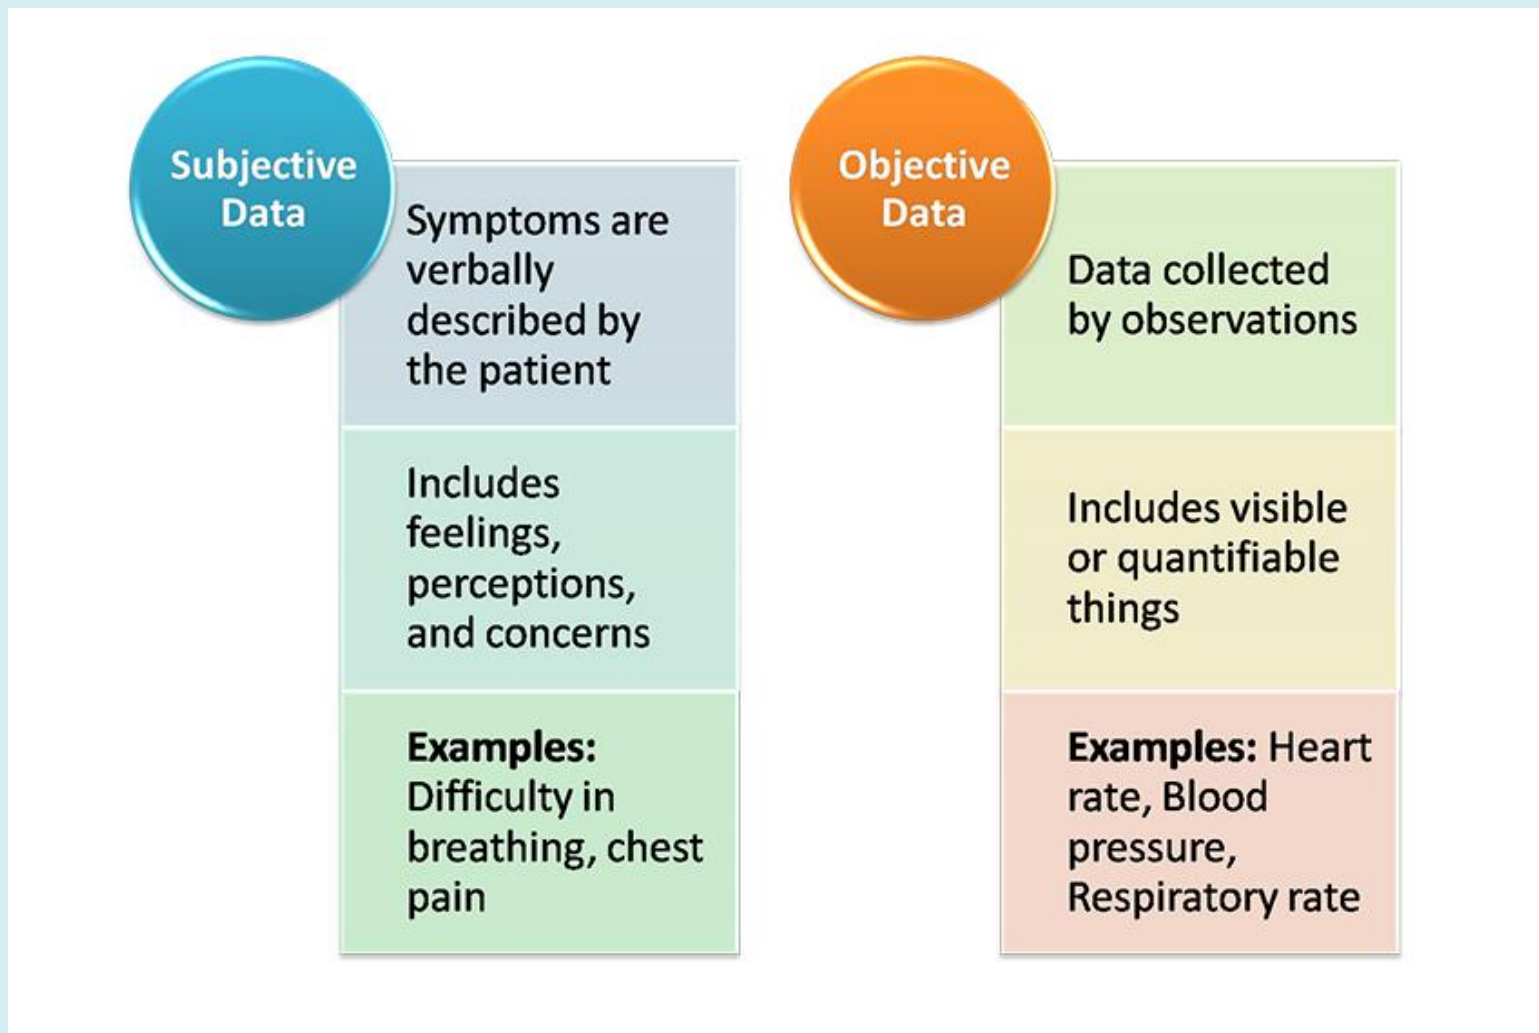 Subjective
Data
Symptoms are
verbally
described by
the patient
Includes
feelings,
perceptions,
and concerns
Examples:
Difficulty in
breathing, chest
pain
Objective
Data
Data collected
by observations
Includes visible
or quantifiable
things
Examples: Heart
rate, Blood
pressure,
Respiratory rate